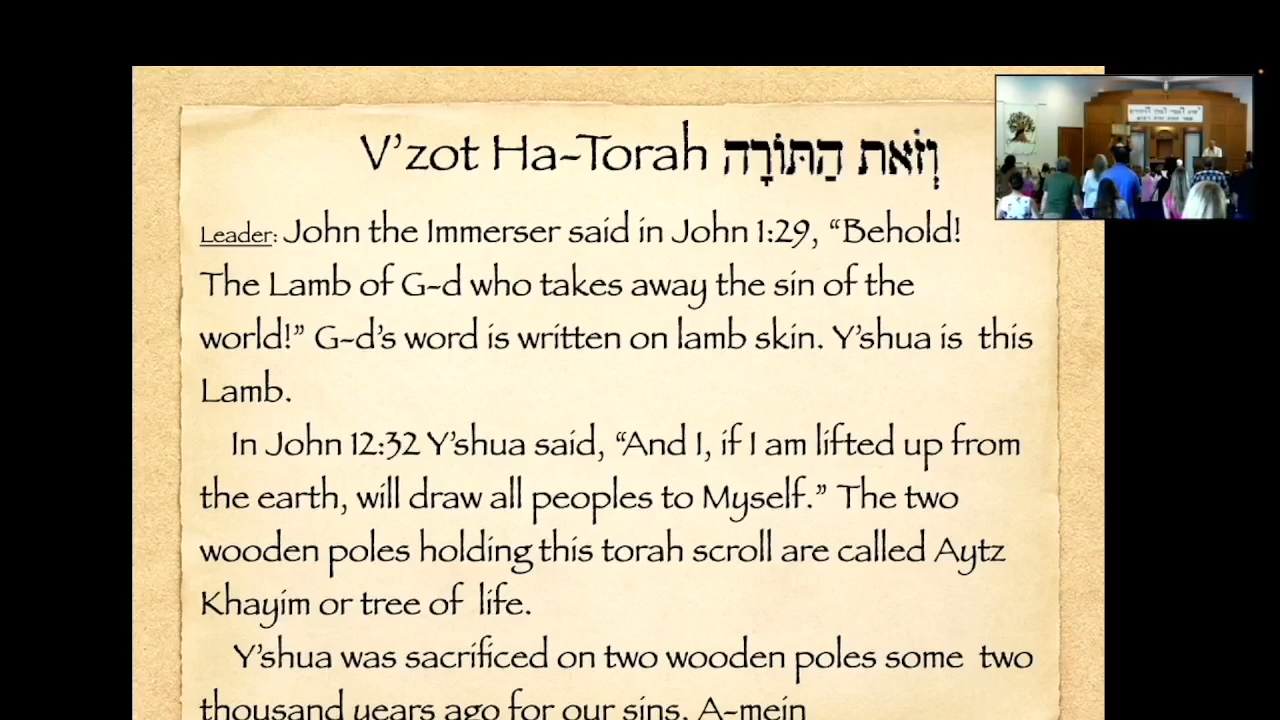 V'zot Ha-Torah וְזֹאת הַתּוֹרָה
Leader: John the Immerser said in John 1:29, “Behold!
The Lamb of G-d who takes away the sin of the
world!” G-d’s word is written on lamb skin. Y’shua is this
Lamb.
In John 12:32 Y’shua said, “And I, if I am lifted up from
the earth, will draw all peoples to Myself.” The two
wooden poles holding this torah scroll are called Aytz
Khayim or tree of life.
Y’shua was sacrificed on two wooden poles some two
thousand years ago for our sins. A-mein